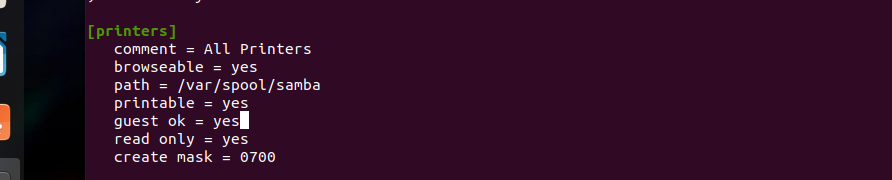 [printers]
comment = All Printers
browseable = yes
path = /var/spool/samba
printable = yes
guest ok = yes
read only = yes
create mask = 0700